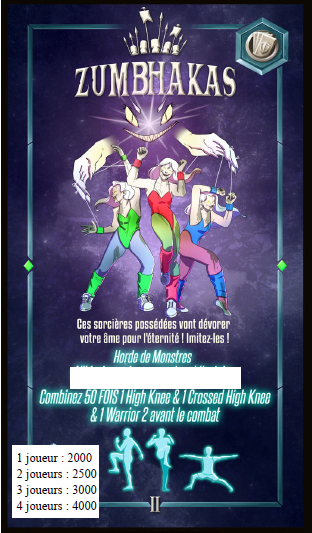 ZUMBHAKAS
Ces sorcières possédées vont dévorer
votre âme pour l'éternité ! Imitez-les !
Horde de Monstres
Combinez 50 FOIS 1 High Knee & 1 Crossed High Knee
& 1 Warrior 2 avant le combat
1 joueur : 2000
2 joueurs : 2500
3 joueurs : 3000
4 joueurs : 4000
II